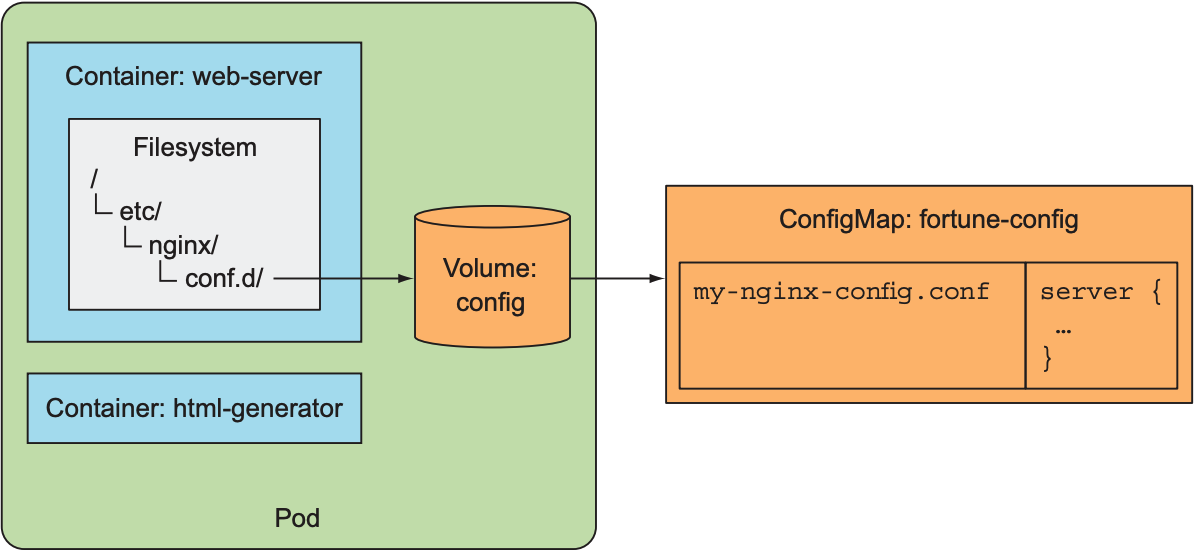 Container: web-server
Filesystem
/
etc/
nginx/
conf.d/
Volume:
config
Container: html-generator
Pod
ConfigMap: fortune-config
my-nginx-config.conf
server {
…
}